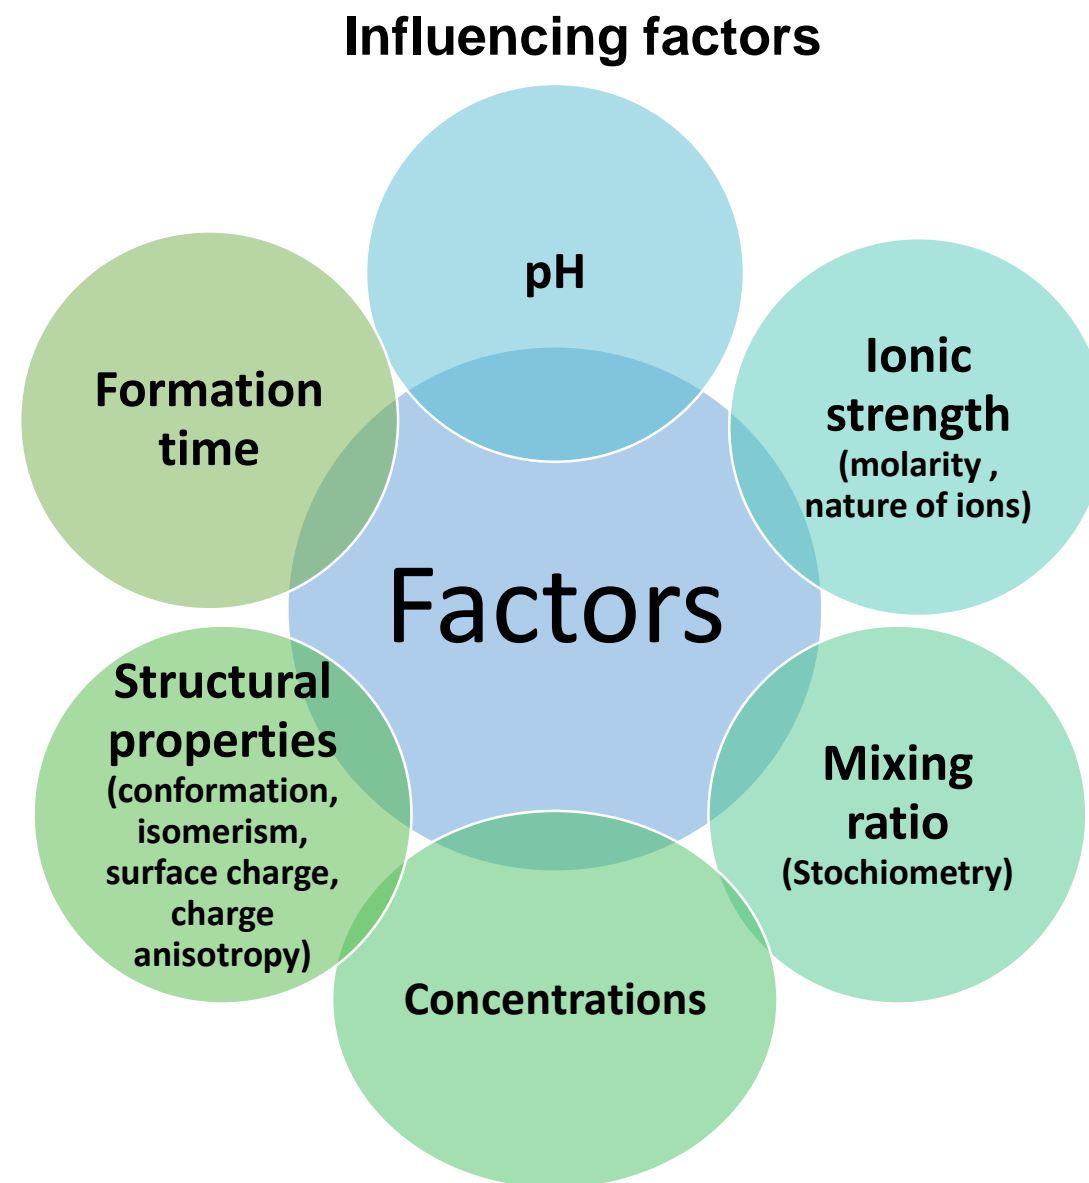 Influencing factors
pH
Ionic
strength
(molarity ,
nature of ions)
Mixing
ratio
(Stochiometry)
Concentrations
Structural
properties
(conformation,
isomerism,
surface charge,
charge
anisotropy)
Formation
time
Factors